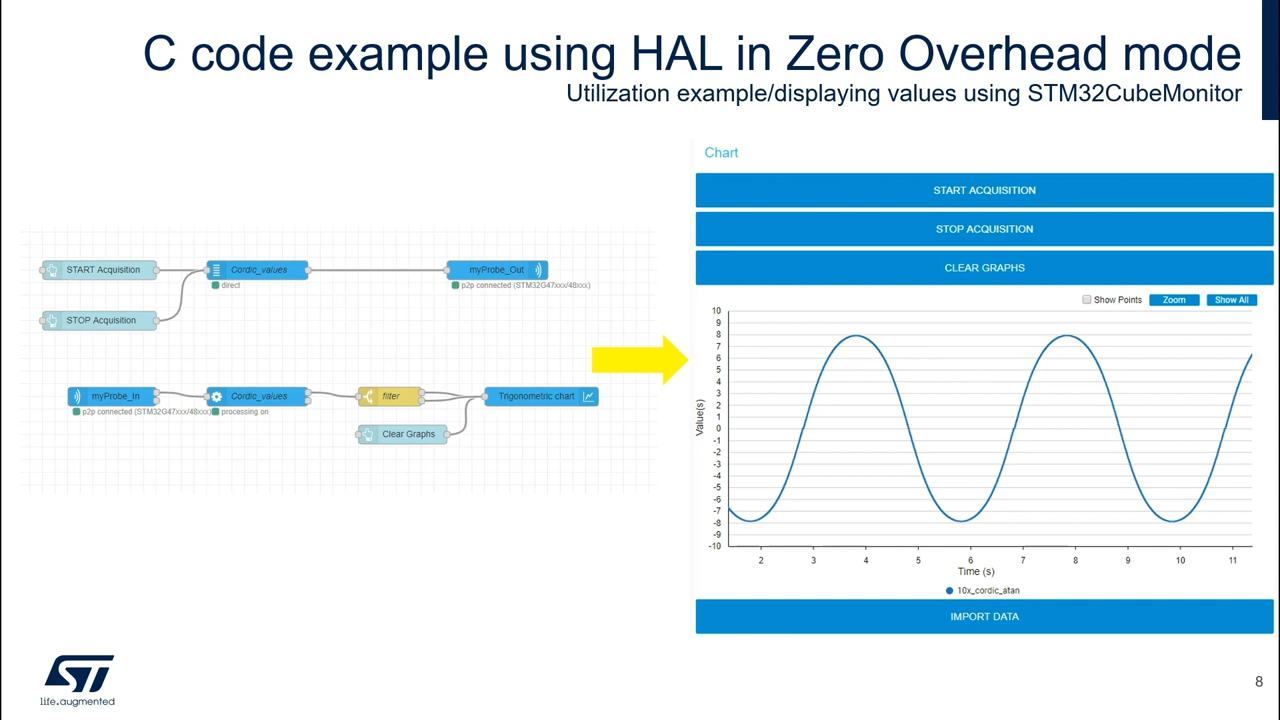 C code example using HAL in Zero Overhead mode
Utilization example/displaying values using STM32CubeMonitor
START Acquisition
Cordic_values
direct
myProbe_Out
p2p connected (STM32G47xxx/48xxx)
STOP Acquisition
myProbe_In
p2p connected (STM32G47xxx/48xxx)
Cordic_values
processing on
filter
Trigonometric chart
Clear Graphs
Chart
START ACQUISITION
STOP ACQUISITION
CLEAR GRAPHS
Show Points
Zoom
Show All
10
9
8
7
6
5
4
3
2
1
0
-1
-2
-3
-4
-5
-6
-7
-8
-9
-10
Value(s)
2 3 4 5 6 7 8 9 10 11
Time (s)
10x_cordic_atan
IMPORT DATA
ST
life.augmented
8